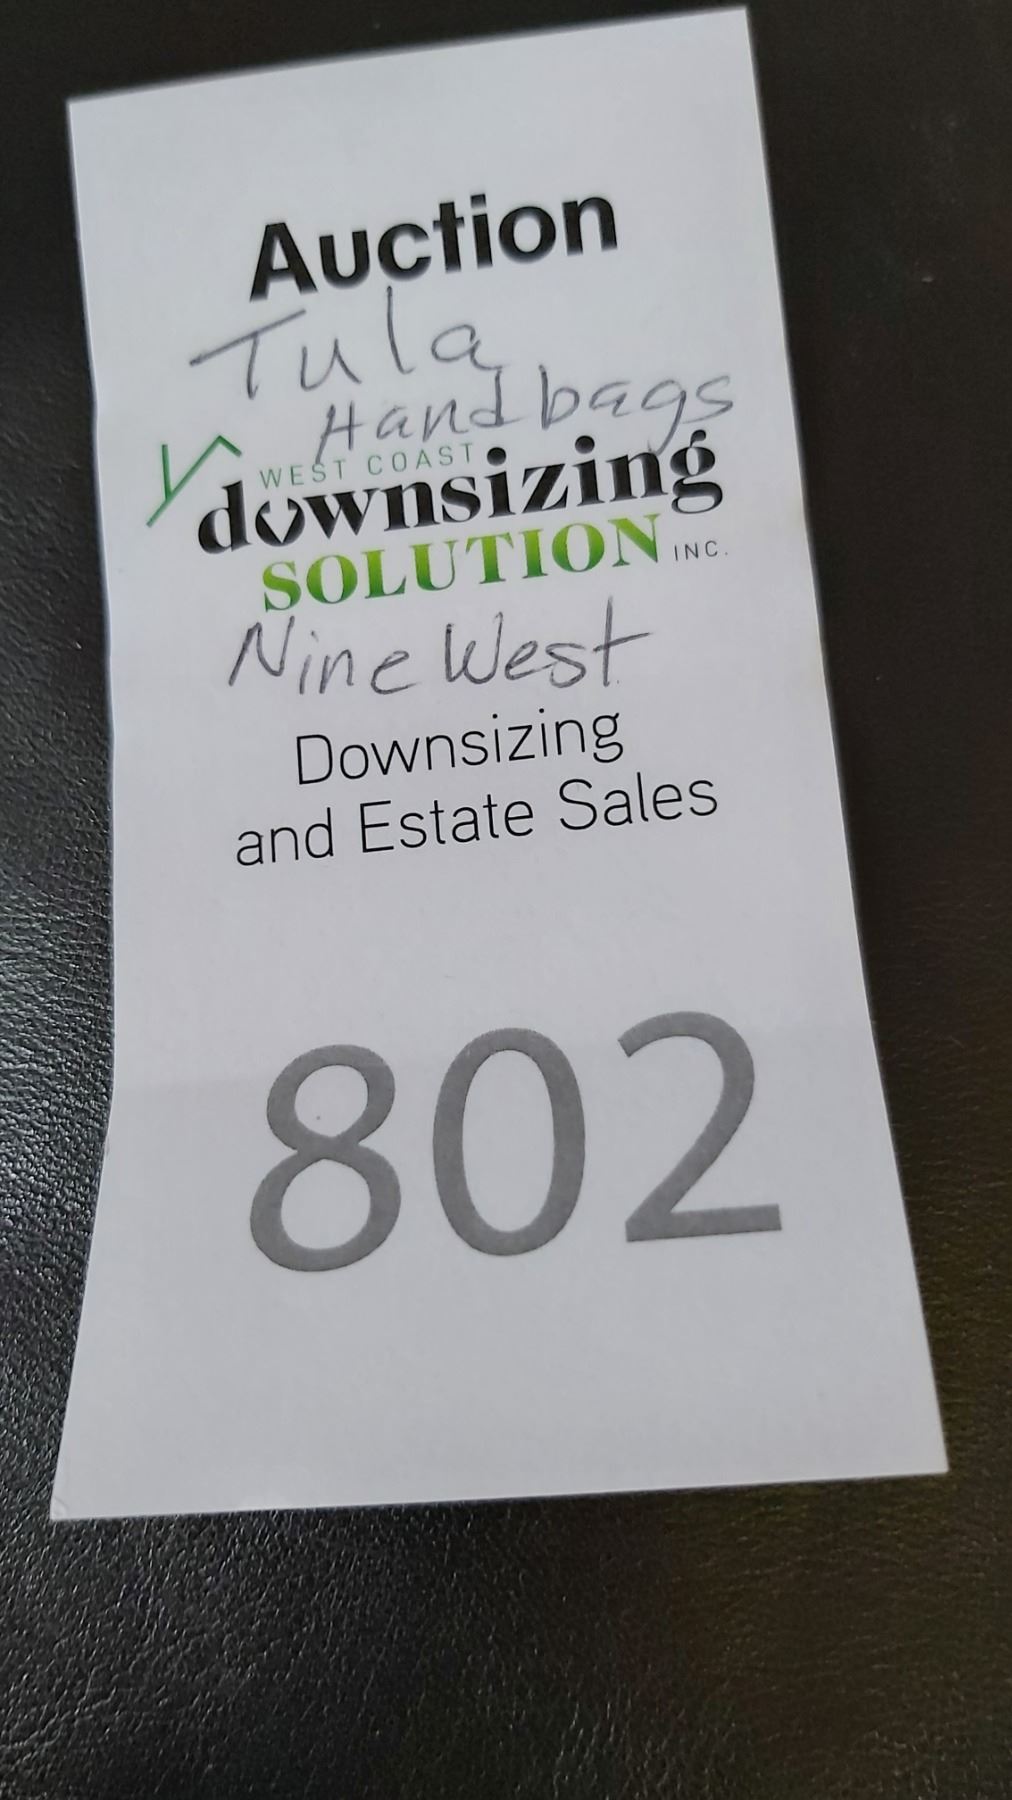 Auction
Tula
Handbags
WEST COAST
downsizing
SOLUTION INC.
Nine West
Downsizing
and Estate Sales
802